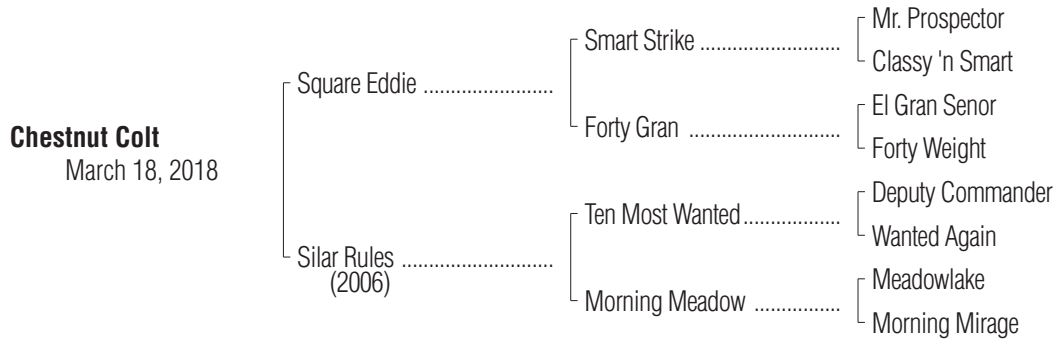 Chestnut Colt
March 18, 2018
Square Eddie ........................
Silar Rules ............................
(2006)
Smart Strike ..........................
Forty Gran ............................
Ten Most Wanted..................
Morning Meadow ................
Mr. Prospector
Classy 'n Smart
El Gran Senor
Forty Weight
Deputy Commander
Wanted Again
Meadowlake
Morning Mirage